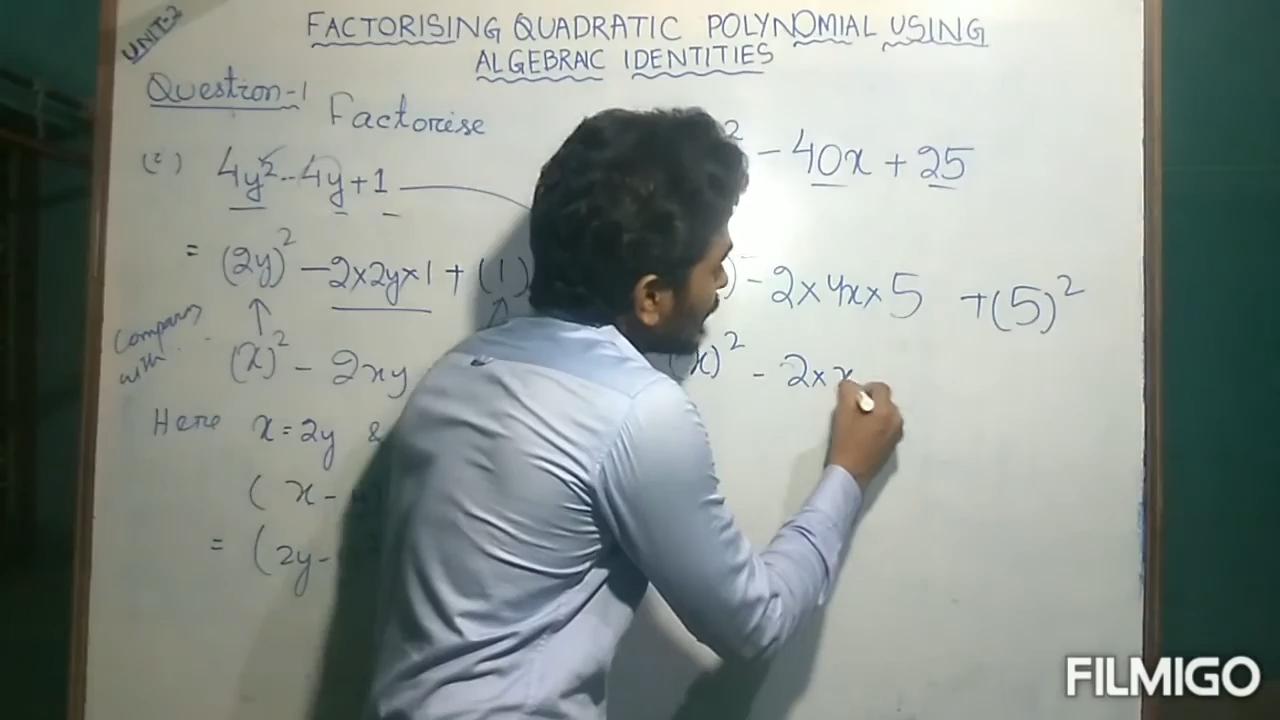 UNIT-2
FACTORISING QUADRATIC POLYNOMIAL USING
ALGEBRAIC IDENTITIES
Question-1
Factorise
(i) 4y² - 4y + 1
= (2y)² - 2×2y×1 + (1)
Compare with
(x)² - 2xy
Here x = 2y &
( x -
= (2y -
² - 40x + 25
) - 2×4x×5 + (5)²
(x)² - 2×x
FILMIGO